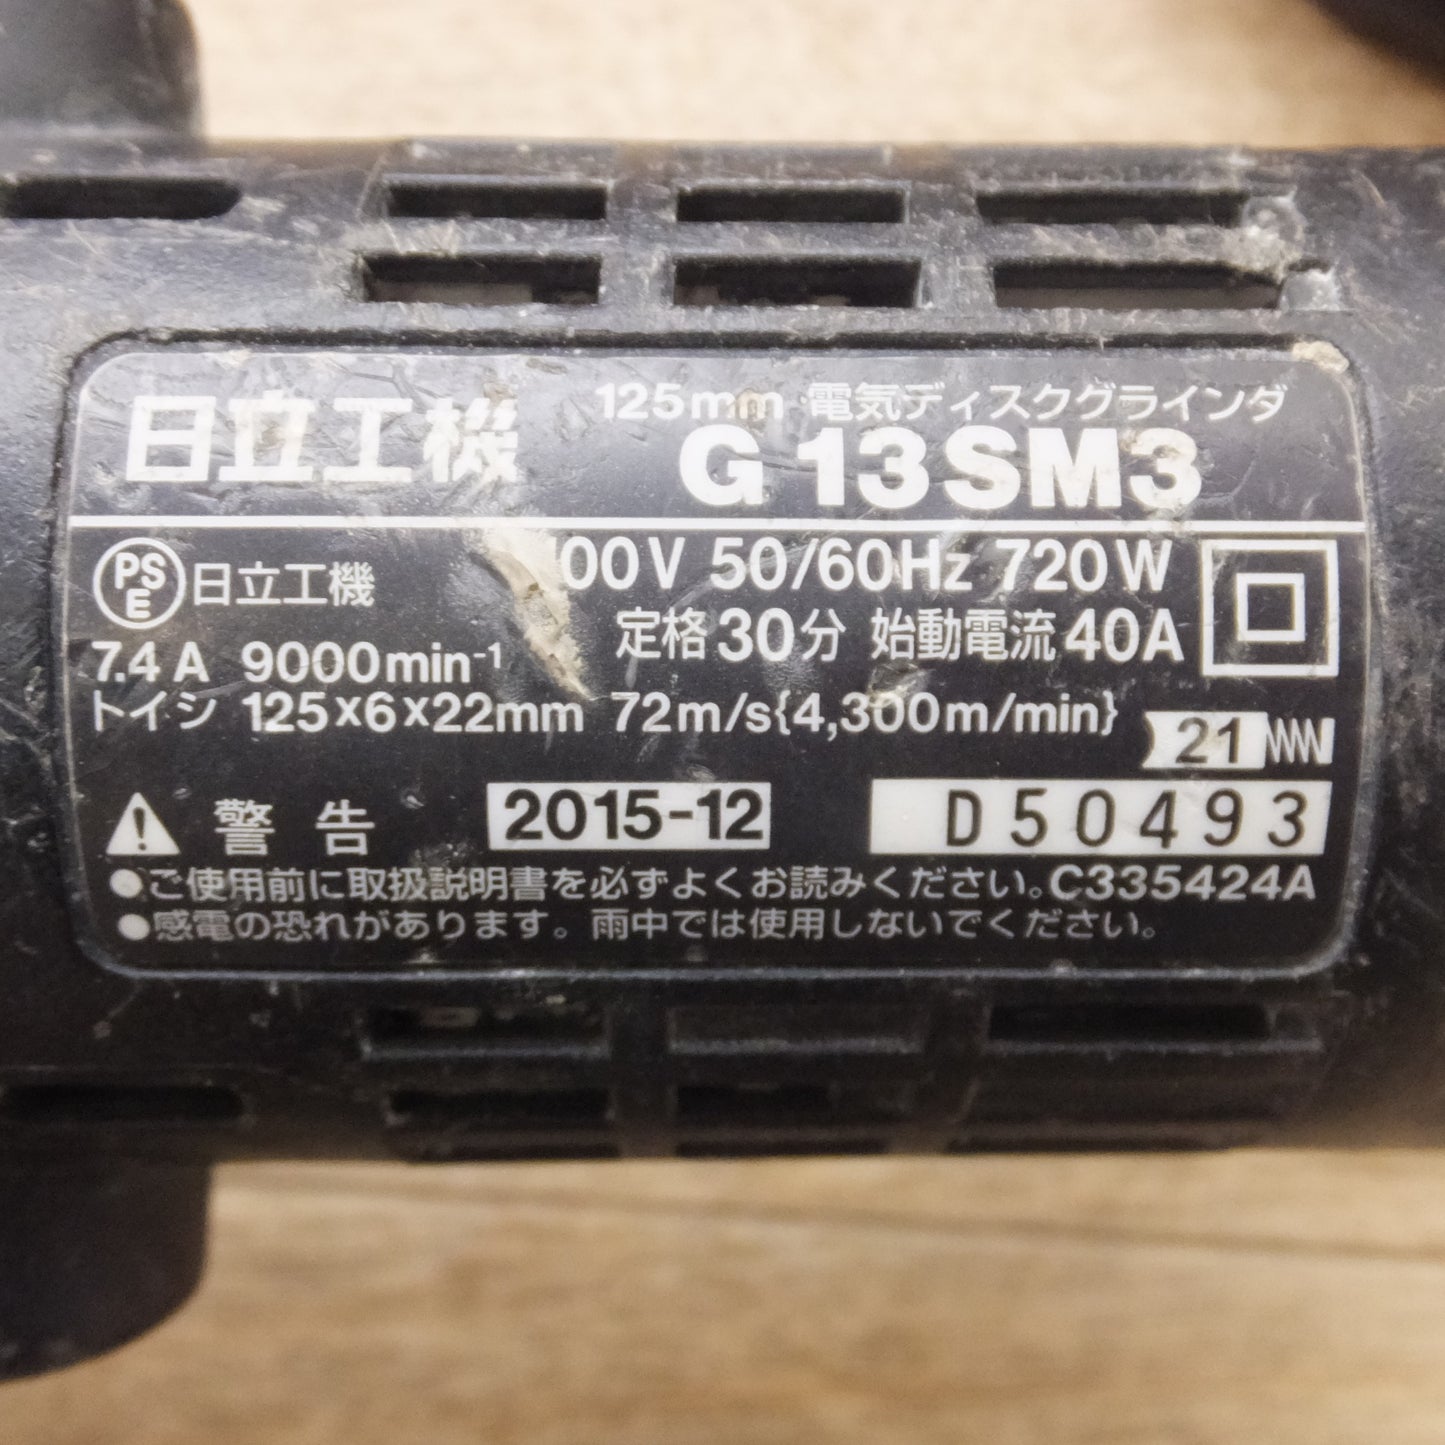 日立工機
125mm 電気ディスクグラインダ
G13SM3
PSE 日立工機 00V 50/60Hz 720W
定格30分 始動電流40A
7.4A 9000min⁻¹
トイシ 125×6×22mm 72m/s{4,300m/min}
21
警告 2015-12 D50493
●ご使用前に取扱説明書を必ずよくお読みください。C335424A
●感電の恐れがあります。雨中では使用しないでください。